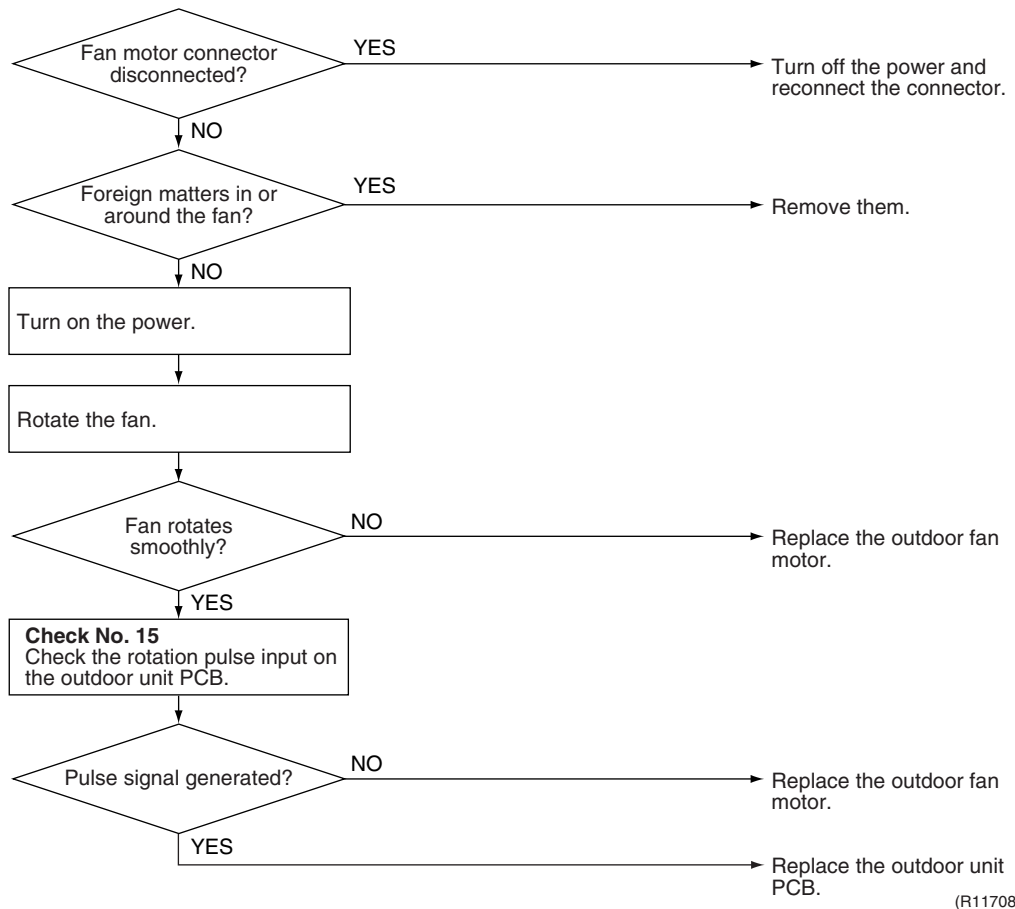 Fan motor connector
disconnected?
YES
Turn off the power and
reconnect the connector.
NO
Foreign matters in or
around the fan?
YES
Remove them.
NO
Turn on the power.
Rotate the fan.
Fan rotates
smoothly?
NO
Replace the outdoor fan
motor.
YES
Check No. 15
Check the rotation pulse input on
the outdoor unit PCB.
Pulse signal generated?
NO
Replace the outdoor fan
motor.
YES
Replace the outdoor unit
PCB.
(R11708